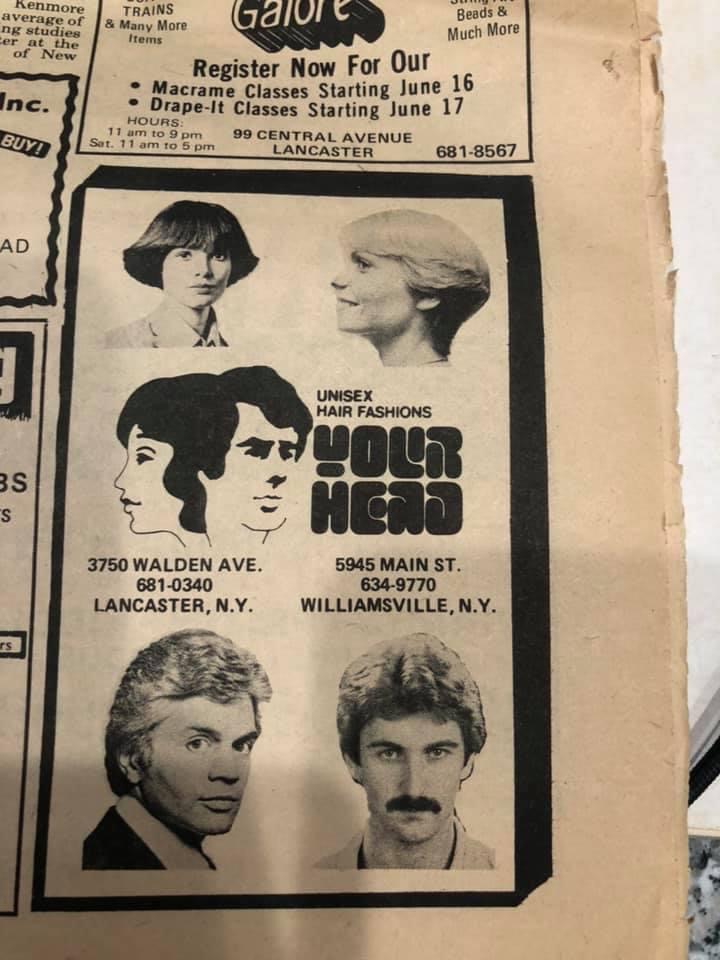 Kenmore
average of
ng studies
er at the
of New
Inc.
BUY!
AD
BS
S
rs
TRAINS
& Many More
Items
Galore
Beads &
Much More
Register Now For Our
• Macrame Classes Starting June 16
• Drape-It Classes Starting June 17
HOURS:
11 am to 9 pm
Sat. 11 am to 5 pm
99 CENTRAL AVENUE
LANCASTER
681-8567
UNISEX
HAIR FASHIONS
YOUR
HEAD
3750 WALDEN AVE.
681-0340
LANCASTER, N.Y.
5945 MAIN ST.
634-9770
WILLIAMSVILLE, N.Y.